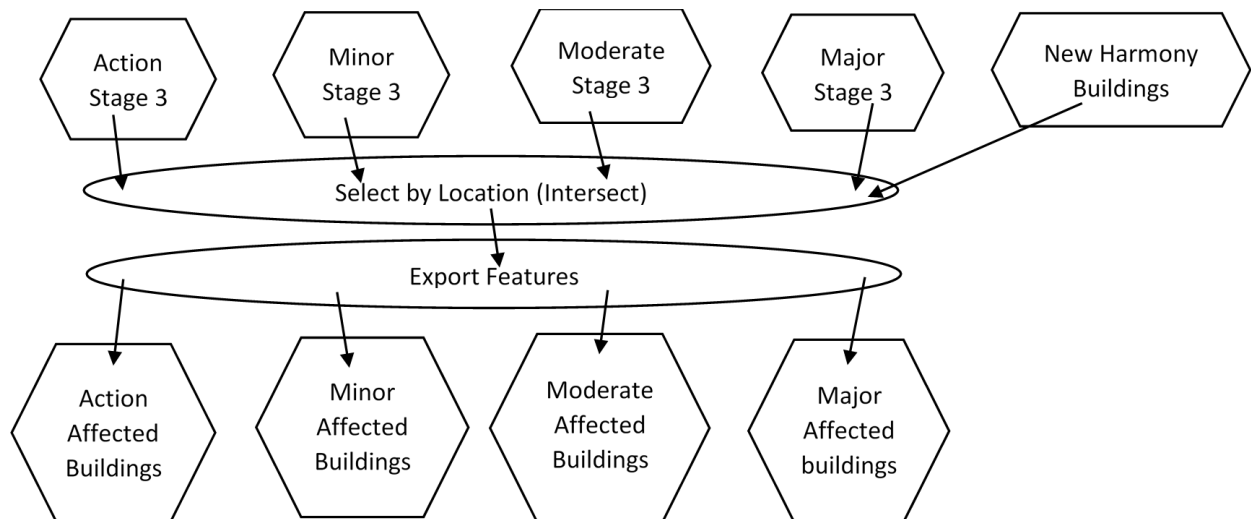 Action
Stage 3
Minor
Stage 3
Moderate
Stage 3
Major
Stage 3
New Harmony
Buildings
Select by Location (Intersect)
Export Features
Action
Affected
Buildings
Minor
Affected
Buildings
Moderate
Affected
Buildings
Major
Affected
buildings